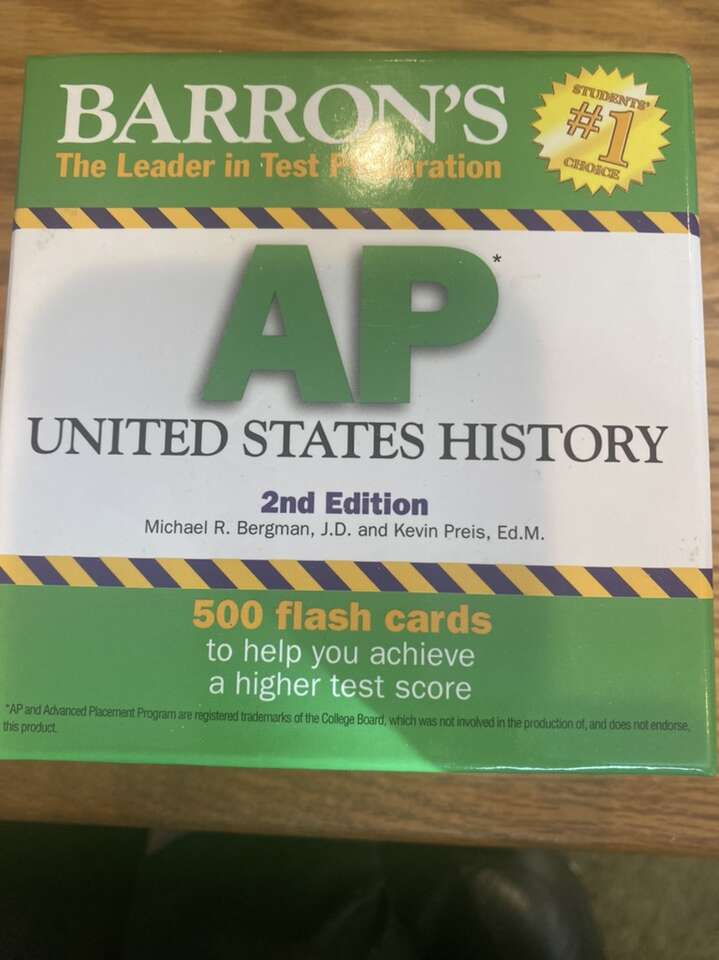 BARRON'S
The Leader in Test Preparation
STUDENTS'
#1
CHOICE
AP*
UNITED STATES HISTORY
2nd Edition
Michael R. Bergman, J.D. and Kevin Preis, Ed.M.
500 flash cards
to help you achieve
a higher test score
*AP and Advanced Placement Program are registered trademarks of the College Board, which was not involved in the production of, and does not endorse,
this product.